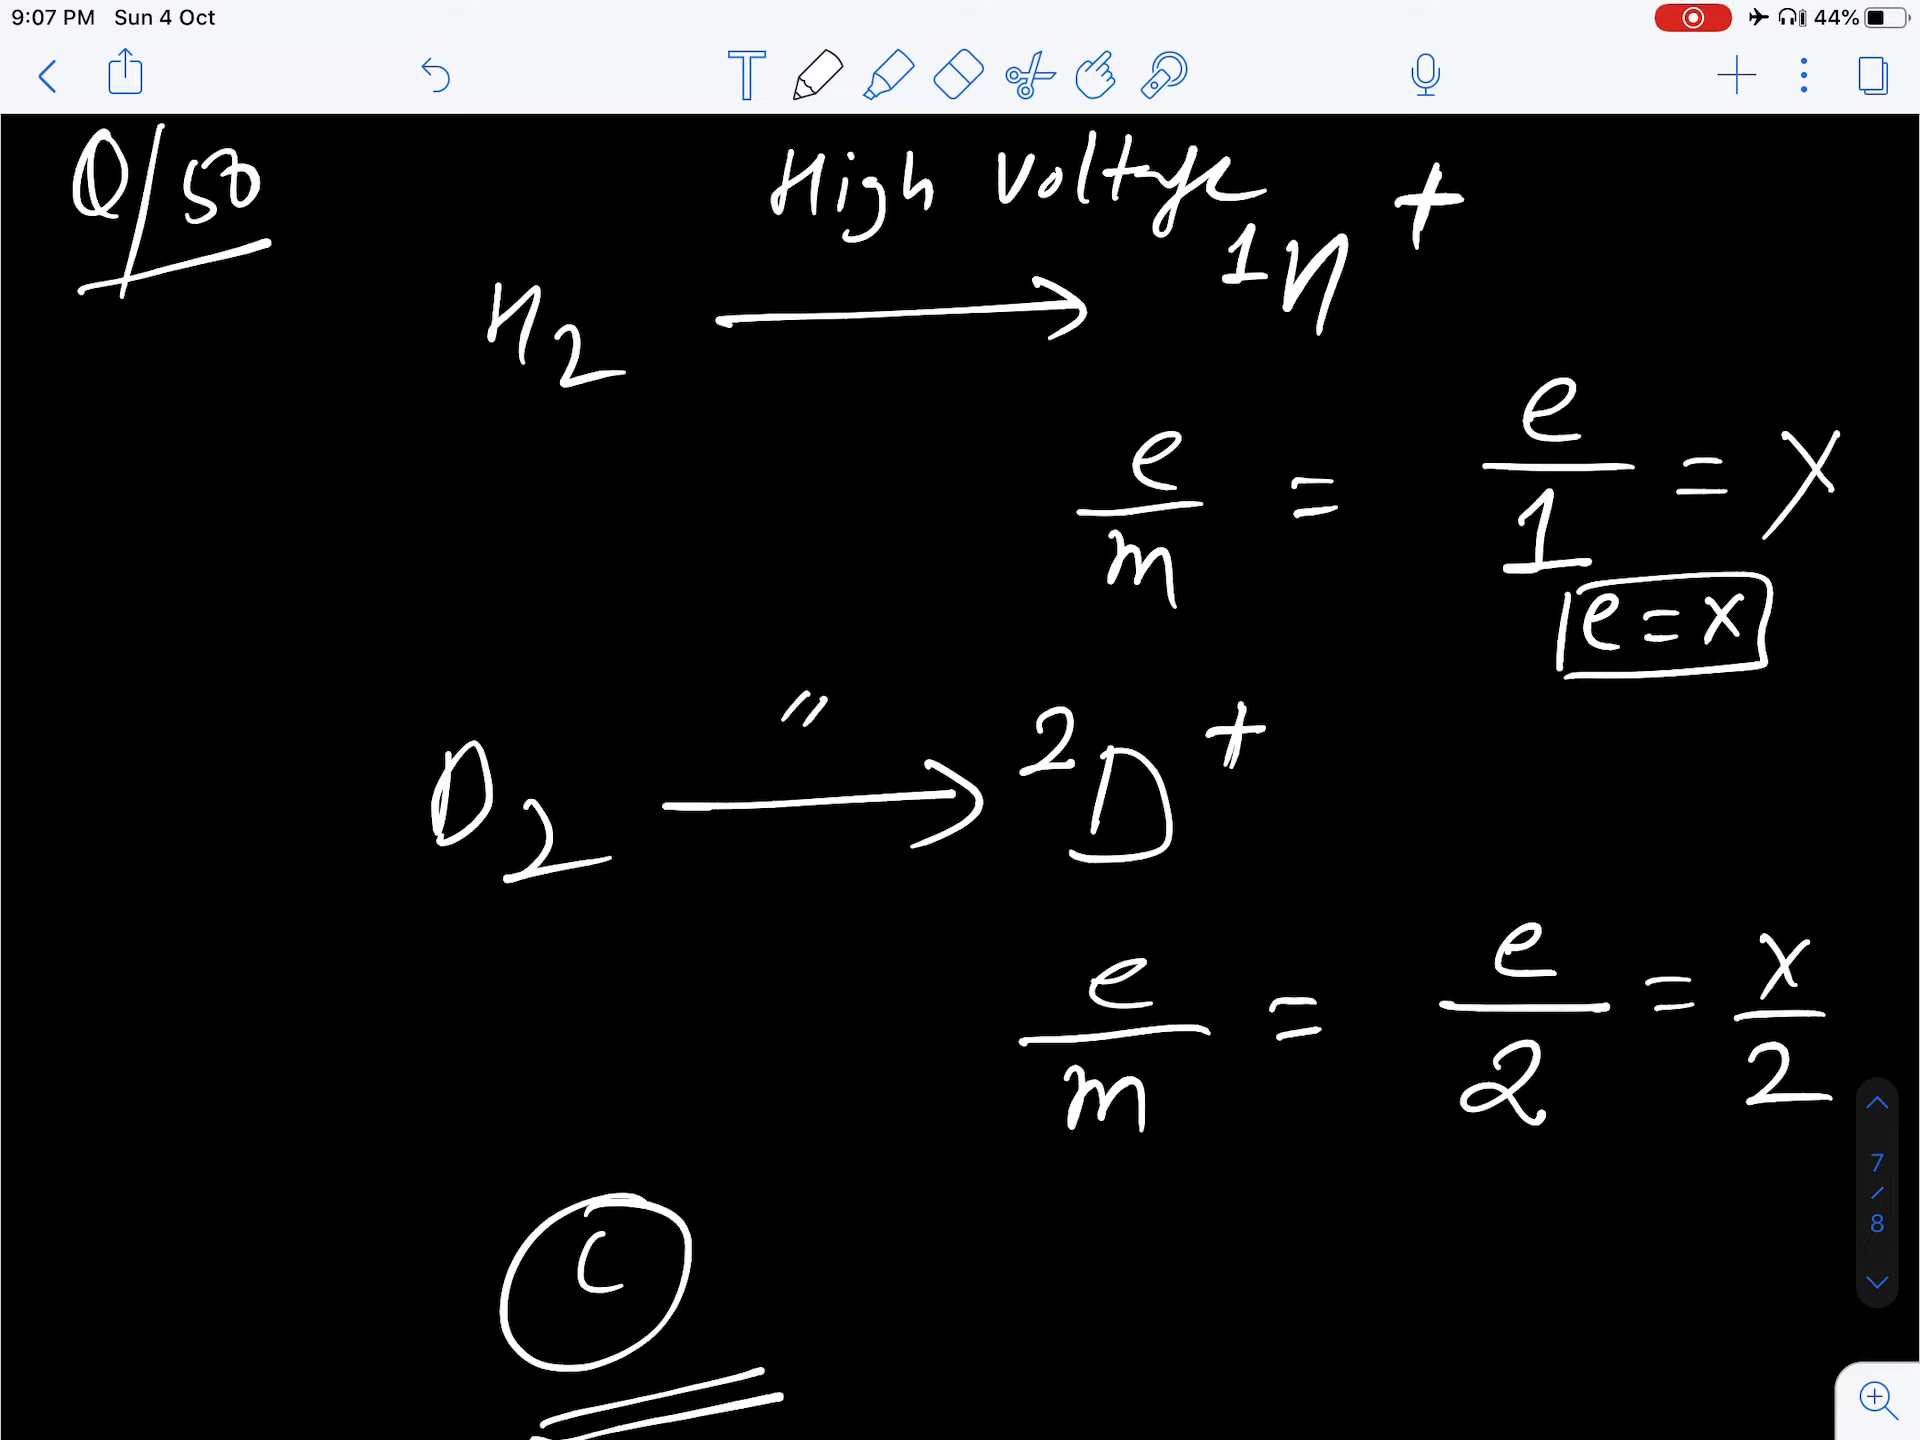 9:07 PM Sun 4 Oct 44%
T
Q/50
High Voltage
H2 → 1H+
e/m = e/1 = x
e = x
D2 —〃→ 2D+
e/m = e/2 = x/2
C
7
/
8